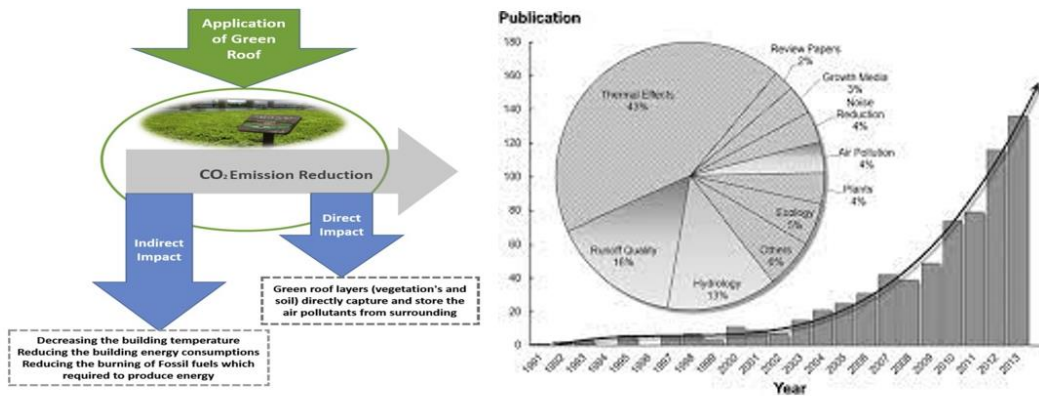 Application
of Green
Roof
CO₂ Emission Reduction
Indirect
Impact
Direct
Impact
Green roof layers (vegetation's and
soil) directly capture and store the
air pollutants from surrounding
Decreasing the building temperature
Reducing the building energy consumptions
Reducing the burning of Fossil fuels which
required to produce energy
Publication
180
160
140
120
100
80
60
40
20
0
Review Papers
2%
Growth Media
3%
Noise
Reduction
4%
Air Pollution
4%
Plants
4%
Ecology
5%
Others
6%
Hydrology
13%
Runoff Quality
16%
Thermal Effects
43%
1991
1992
1993
1994
1995
1996
1997
1998
1999
2000
2001
2002
2003
2004
2005
2006
2007
2008
2009
2010
2011
2012
2013
Year